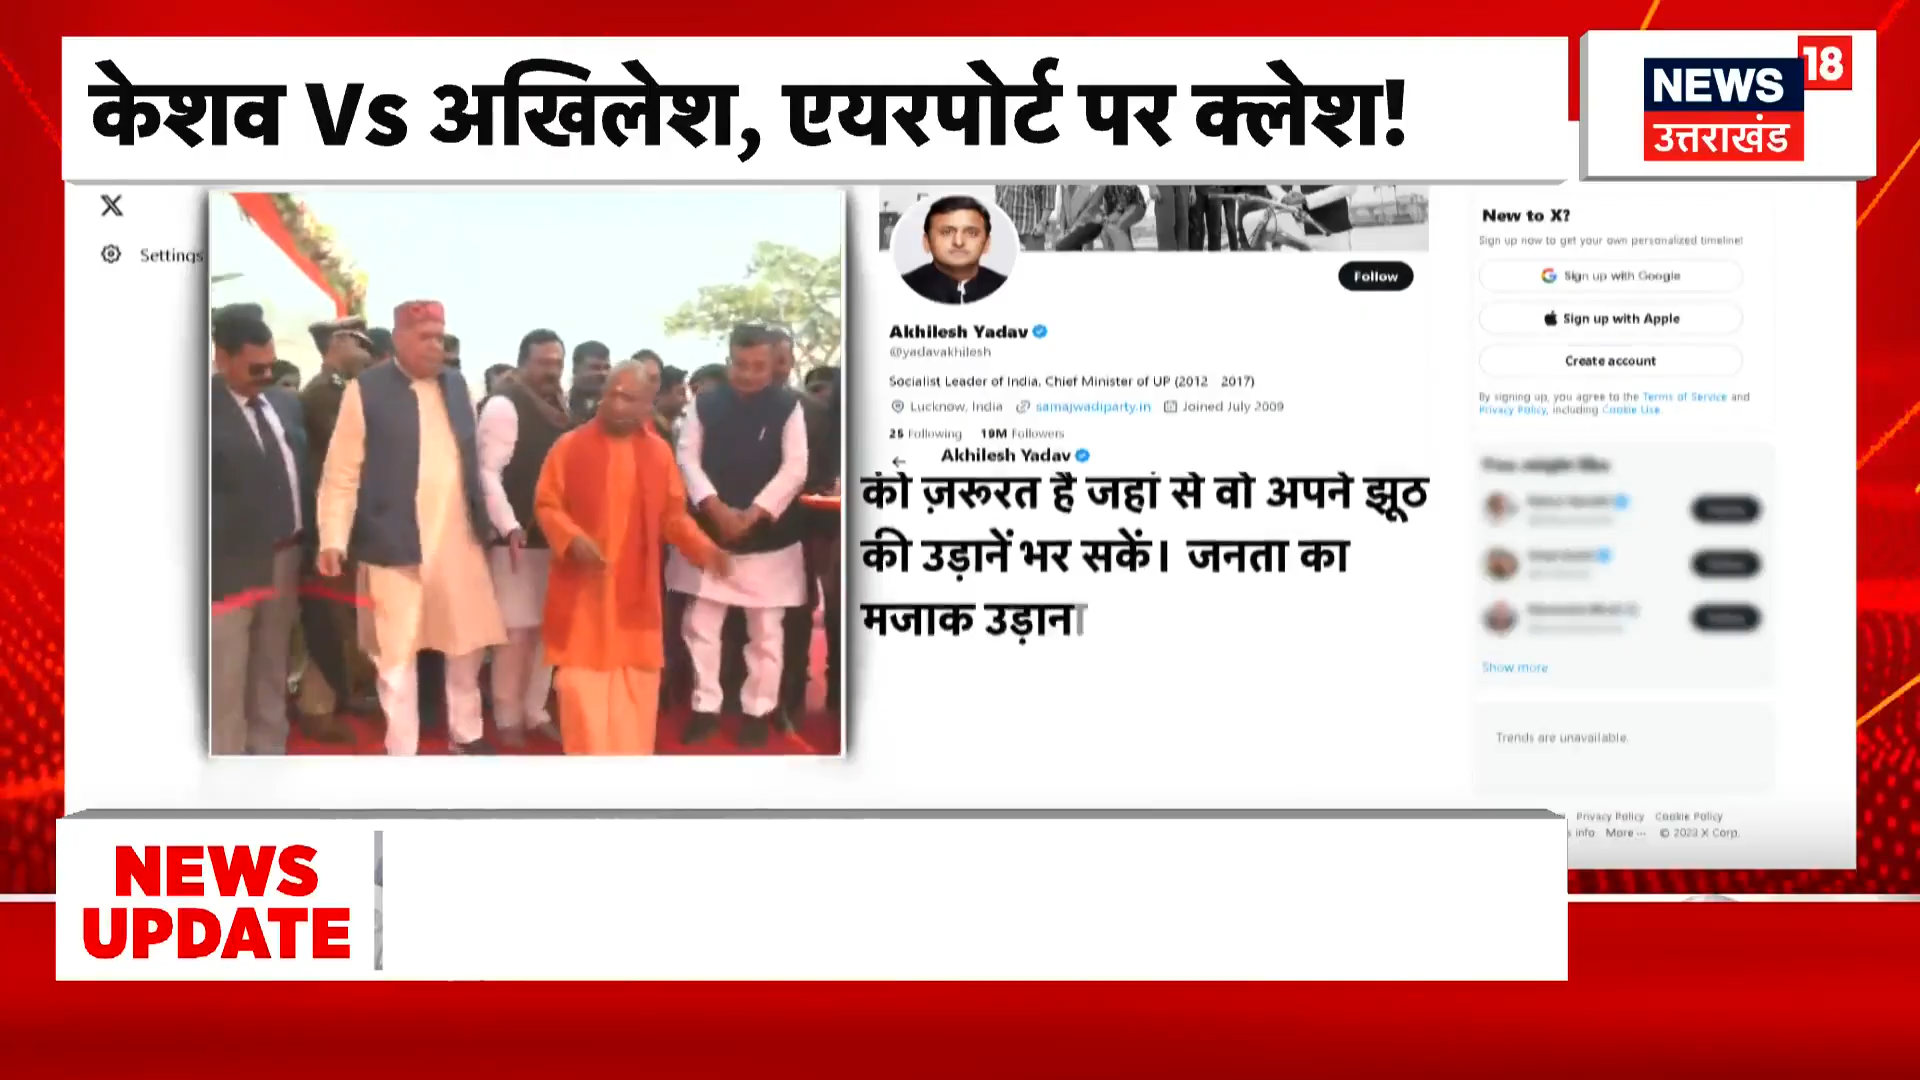 केशव Vs अखिलेश, एयरपोर्ट पर क्लेश!
NEWS 18
उत्तराखंड
Settings
Follow
Akhilesh Yadav
@yadavakhilesh
Socialist Leader of India. Chief Minister of UP (2012 2017)
Lucknow, India samajwadiparty.in Joined July 2009
25 Following 19M Followers
Akhilesh Yadav
की ज़रूरत है जहां से वो अपने झूठ
की उड़ानें भर सकें। जनता का
मजाक उड़ाना
New to X?
Sign up now to get your own personalized timeline!
Sign up with Google
Sign up with Apple
Create account
By signing up, you agree to the Terms of Service and
Privacy Policy, including Cookie Use.
Show more
Trends are unavailable.
Privacy Policy Cookie Policy
info More ... © 2023 X Corp.
NEWS
UPDATE